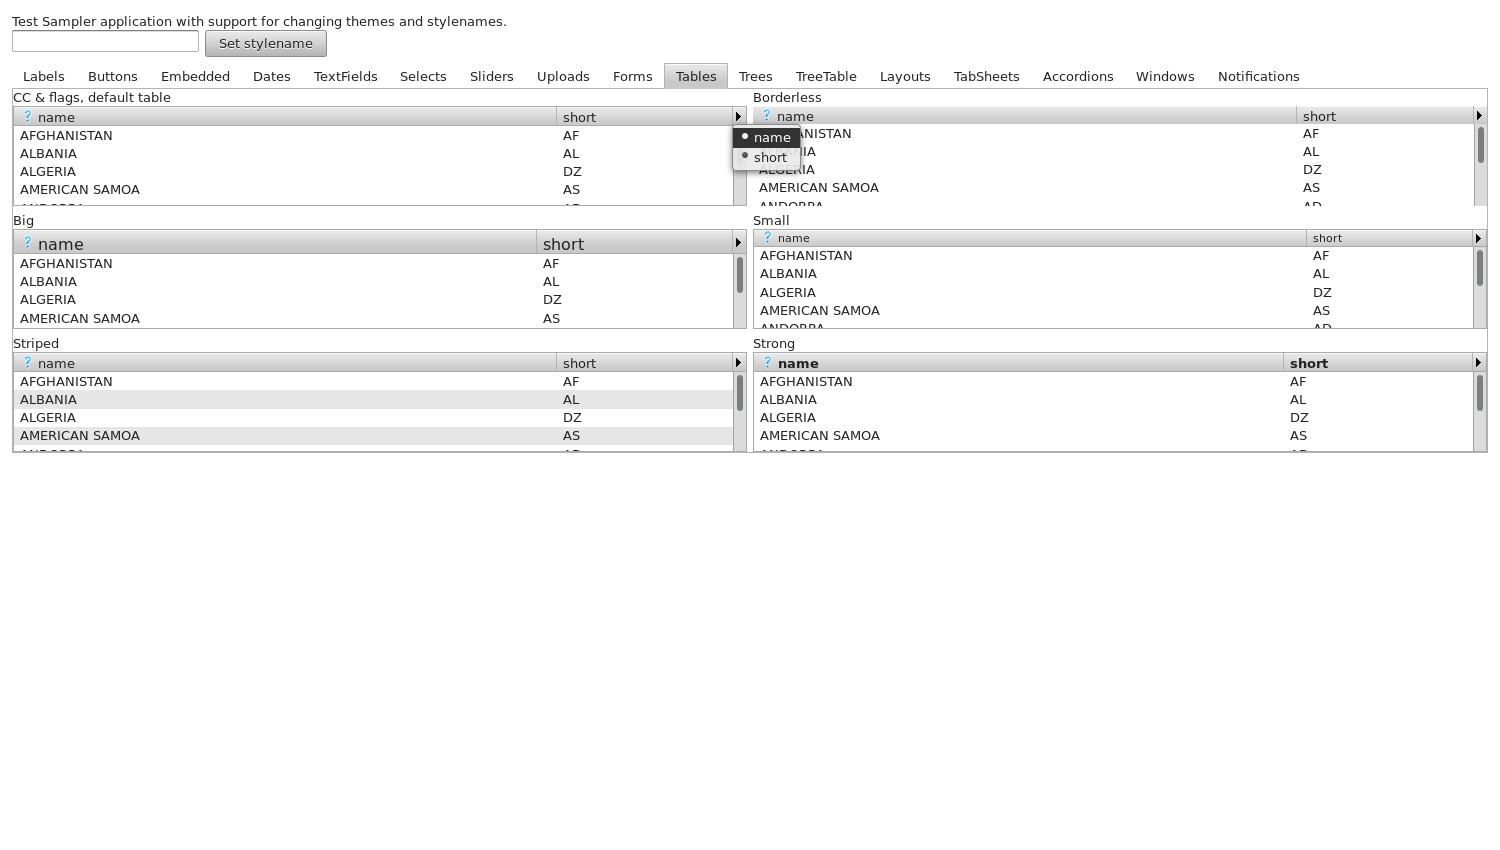 Test Sampler application with support for changing themes and stylenames.
Set stylename
Labels Buttons Embedded Dates TextFields Selects Sliders Uploads Forms Tables Trees TreeTable Layouts TabSheets Accordions Windows Notifications
CC & flags, default table
? name short
AFGHANISTAN AF
ALBANIA AL
ALGERIA DZ
AMERICAN SAMOA AS
name
short
Borderless
? name short
ANISTAN AF
IA AL
ALGERIA DZ
AMERICAN SAMOA AS
ANDORRA AD
Big
? name short
AFGHANISTAN AF
ALBANIA AL
ALGERIA DZ
AMERICAN SAMOA AS
Small
? name short
AFGHANISTAN AF
ALBANIA AL
ALGERIA DZ
AMERICAN SAMOA AS
ANDORRA AD
Striped
? name short
AFGHANISTAN AF
ALBANIA AL
ALGERIA DZ
AMERICAN SAMOA AS
Strong
? name short
AFGHANISTAN AF
ALBANIA AL
ALGERIA DZ
AMERICAN SAMOA AS